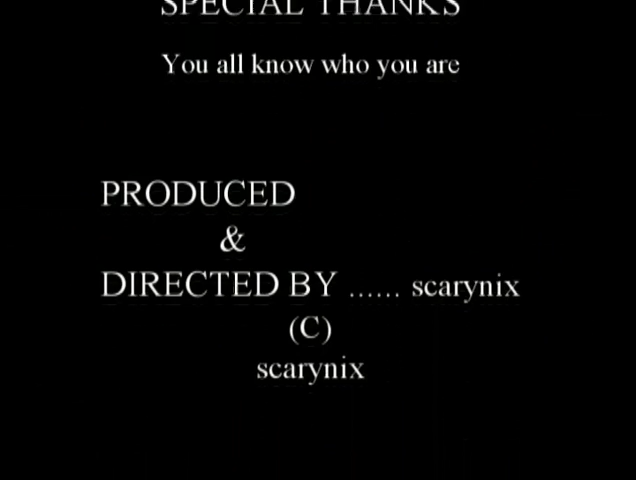 SPECIAL THANKS
You all know who you are
PRODUCED
&
DIRECTED BY ...... scarynix
(C)
scarynix